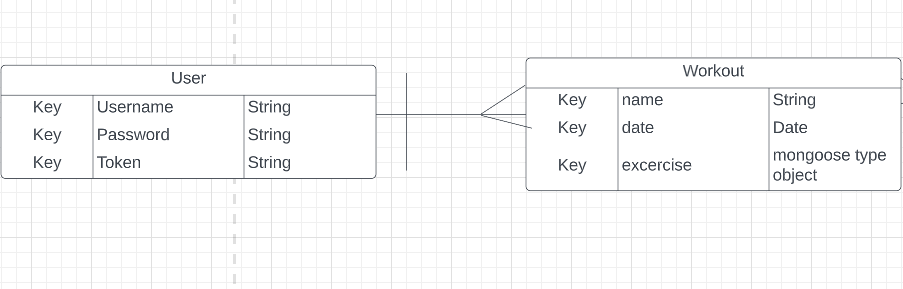 User
Key Username String
Key Password String
Key Token String
Workout
Key name String
Key date Date
Key excercise mongoose type
object